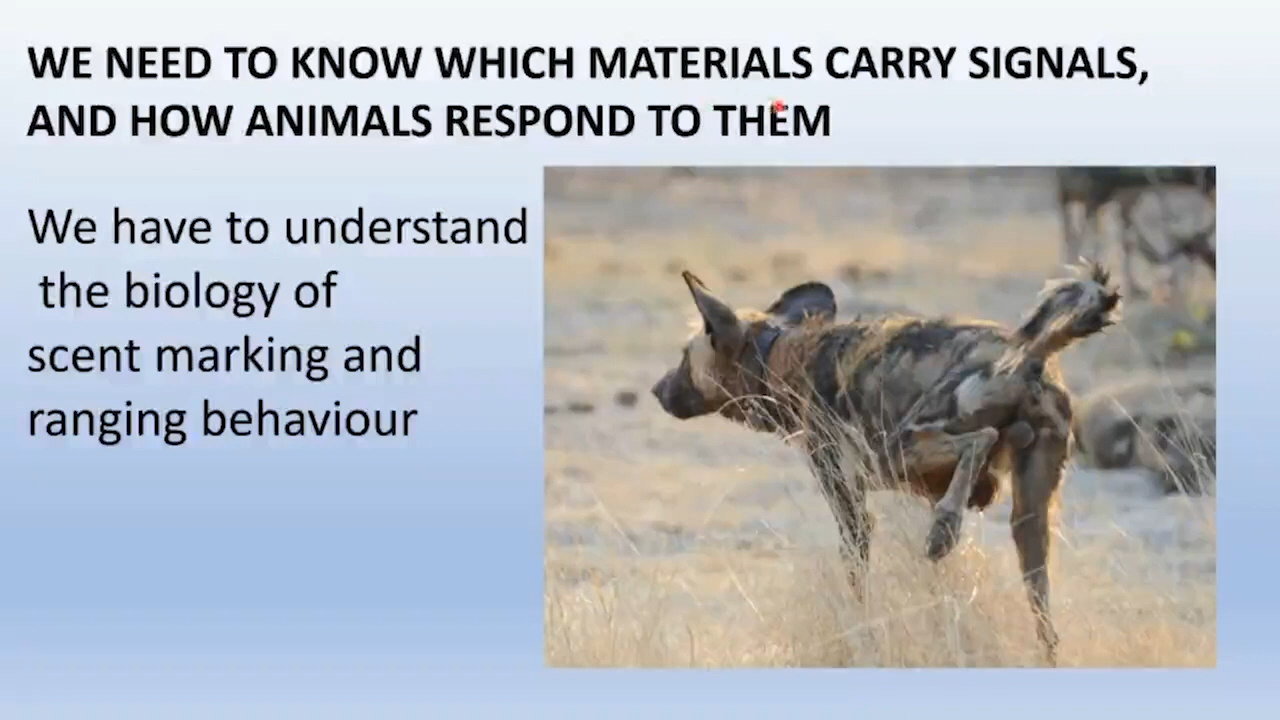 WE NEED TO KNOW WHICH MATERIALS CARRY SIGNALS,
AND HOW ANIMALS RESPOND TO THEM
We have to understand
the biology of
scent marking and
ranging behaviour